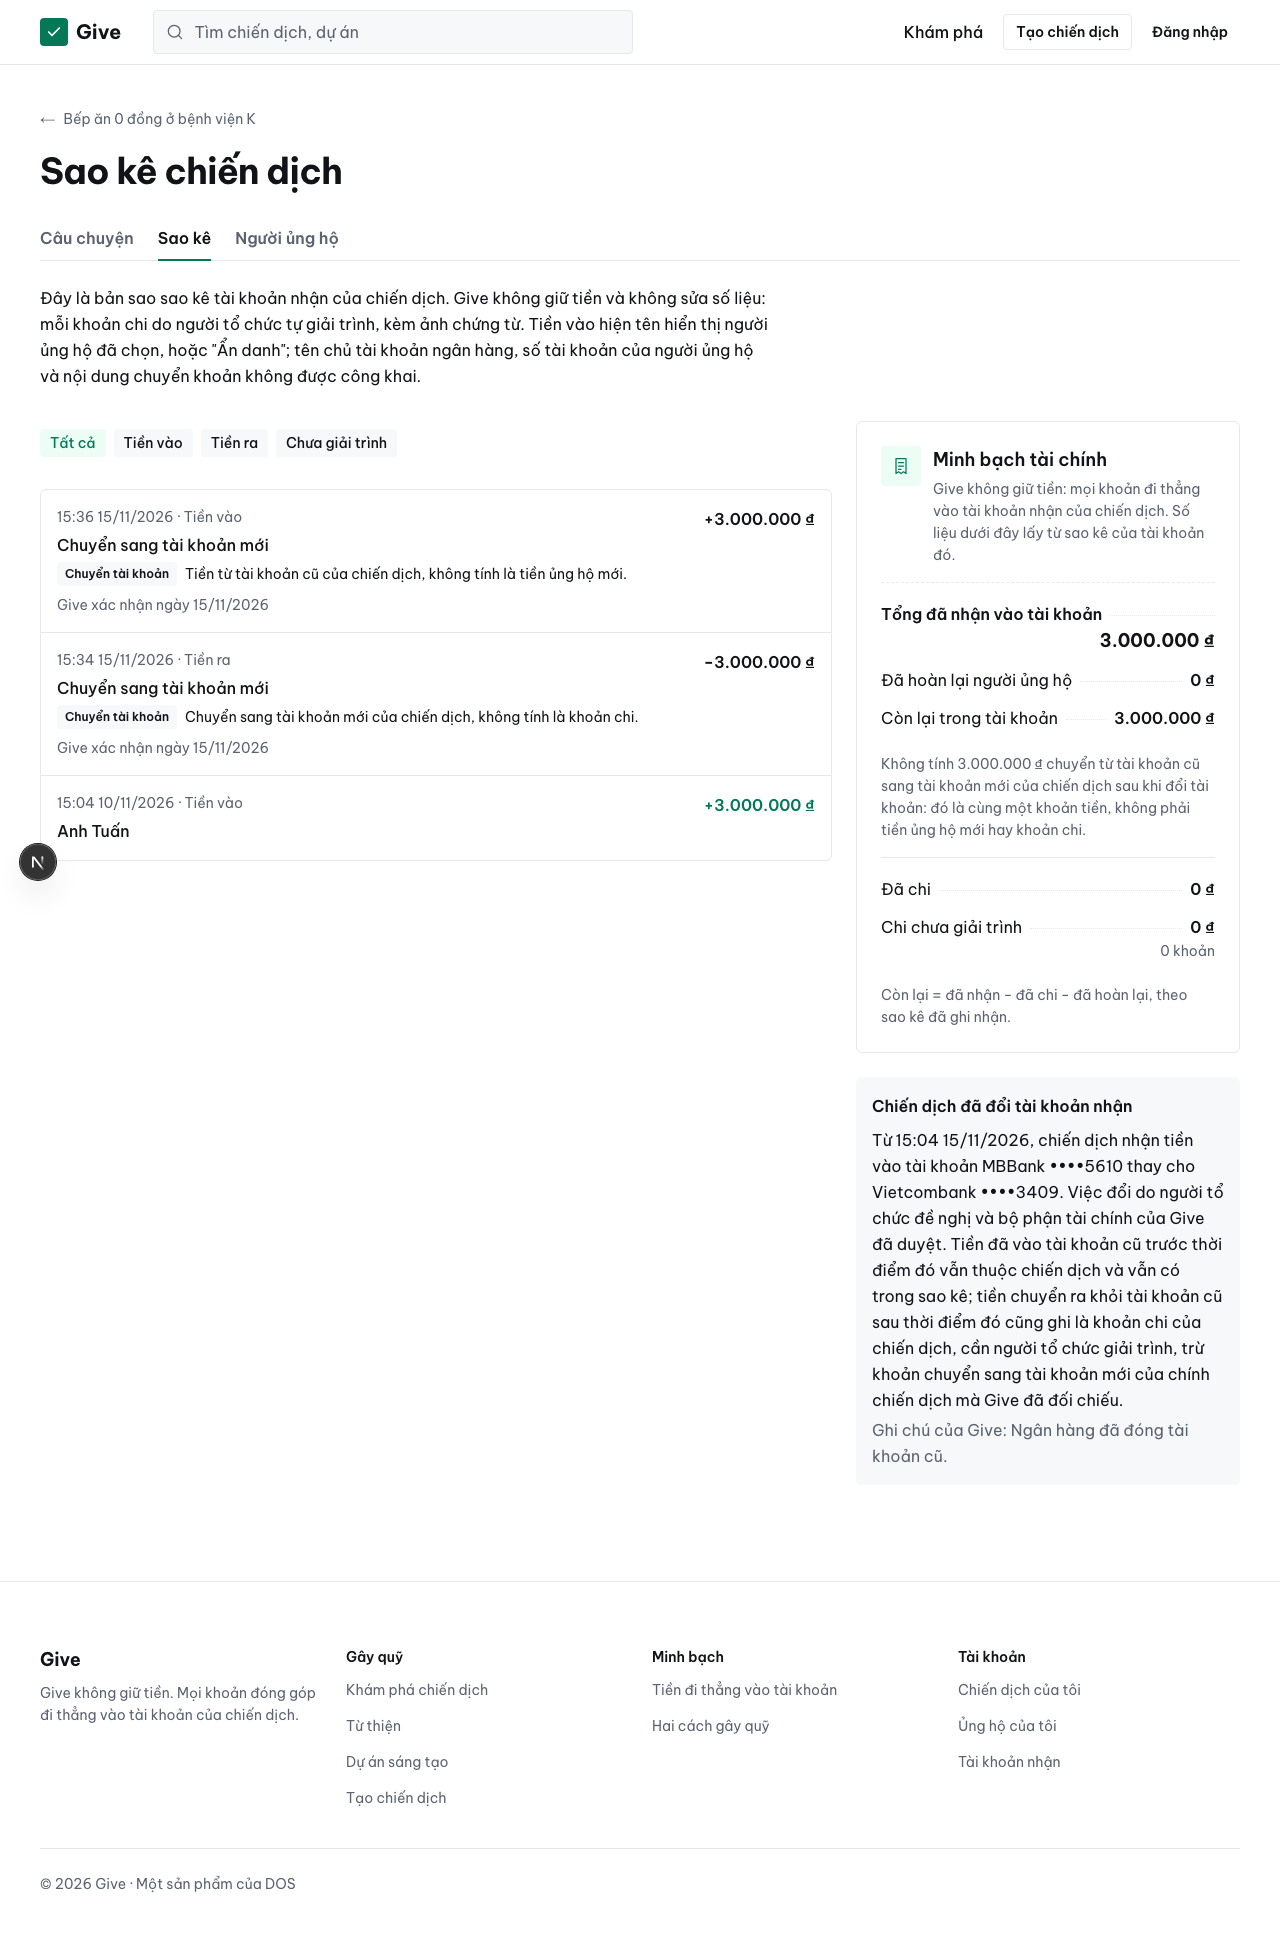 Give
Tìm chiến dịch, dự án
Khám phá
Tạo chiến dịch
Đăng nhập
← Bếp ăn 0 đồng ở bệnh viện K
Sao kê chiến dịch
Câu chuyện
Sao kê
Người ủng hộ
Đây là bản sao sao kê tài khoản nhận của chiến dịch. Give không giữ tiền và không sửa số liệu:
mỗi khoản chi do người tổ chức tự giải trình, kèm ảnh chứng từ. Tiền vào hiện tên hiển thị người
ủng hộ đã chọn, hoặc "Ẩn danh"; tên chủ tài khoản ngân hàng, số tài khoản của người ủng hộ
và nội dung chuyển khoản không được công khai.
Tất cả
Tiền vào
Tiền ra
Chưa giải trình
15:36 15/11/2026 · Tiền vào
+3.000.000 ₫
Chuyển sang tài khoản mới
Chuyển tài khoản Tiền từ tài khoản cũ của chiến dịch, không tính là tiền ủng hộ mới.
Give xác nhận ngày 15/11/2026
15:34 15/11/2026 · Tiền ra
-3.000.000 ₫
Chuyển sang tài khoản mới
Chuyển tài khoản Chuyển sang tài khoản mới của chiến dịch, không tính là khoản chi.
Give xác nhận ngày 15/11/2026
15:04 10/11/2026 · Tiền vào
+3.000.000 ₫
Anh Tuấn
N
Minh bạch tài chính
Give không giữ tiền: mọi khoản đi thẳng
vào tài khoản nhận của chiến dịch. Số
liệu dưới đây lấy từ sao kê của tài khoản
đó.
Tổng đã nhận vào tài khoản
3.000.000 ₫
Đã hoàn lại người ủng hộ 0 ₫
Còn lại trong tài khoản 3.000.000 ₫
Không tính 3.000.000 ₫ chuyển từ tài khoản cũ
sang tài khoản mới của chiến dịch sau khi đổi tài
khoản: đó là cùng một khoản tiền, không phải
tiền ủng hộ mới hay khoản chi.
Đã chi 0 ₫
Chi chưa giải trình 0 ₫
0 khoản
Còn lại = đã nhận - đã chi - đã hoàn lại, theo
sao kê đã ghi nhận.
Chiến dịch đã đổi tài khoản nhận
Từ 15:04 15/11/2026, chiến dịch nhận tiền
vào tài khoản MBBank ••••5610 thay cho
Vietcombank ••••3409. Việc đổi do người tổ
chức đề nghị và bộ phận tài chính của Give
đã duyệt. Tiền đã vào tài khoản cũ trước thời
điểm đó vẫn thuộc chiến dịch và vẫn có
trong sao kê; tiền chuyển ra khỏi tài khoản cũ
sau thời điểm đó cũng ghi là khoản chi của
chiến dịch, cần người tổ chức giải trình, trừ
khoản chuyển sang tài khoản mới của chính
chiến dịch mà Give đã đối chiếu.
Ghi chú của Give: Ngân hàng đã đóng tài
khoản cũ.
Give
Give không giữ tiền. Mọi khoản đóng góp
đi thẳng vào tài khoản của chiến dịch.
Gây quỹ
Khám phá chiến dịch
Từ thiện
Dự án sáng tạo
Tạo chiến dịch
Minh bạch
Tiền đi thẳng vào tài khoản
Hai cách gây quỹ
Tài khoản
Chiến dịch của tôi
Ủng hộ của tôi
Tài khoản nhận
© 2026 Give · Một sản phẩm của DOS